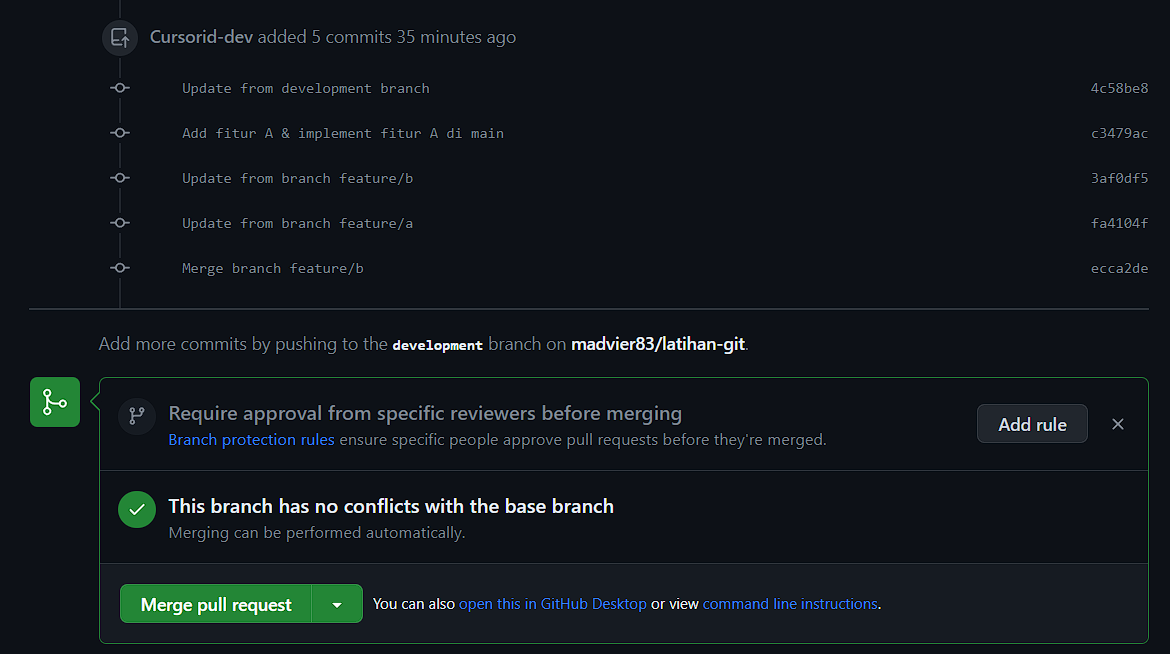 Cursorid-dev added 5 commits 35 minutes ago
Update from development branch 4c58be8
Add fitur A & implement fitur A di main c3479ac
Update from branch feature/b 3af0df5
Update from branch feature/a fa4104f
Merge branch feature/b ecca2de
Add more commits by pushing to the development branch on madvier83/latihan-git.
Require approval from specific reviewers before merging
Branch protection rules ensure specific people approve pull requests before they're merged.
Add rule
This branch has no conflicts with the base branch
Merging can be performed automatically.
Merge pull request
You can also open this in GitHub Desktop or view command line instructions.